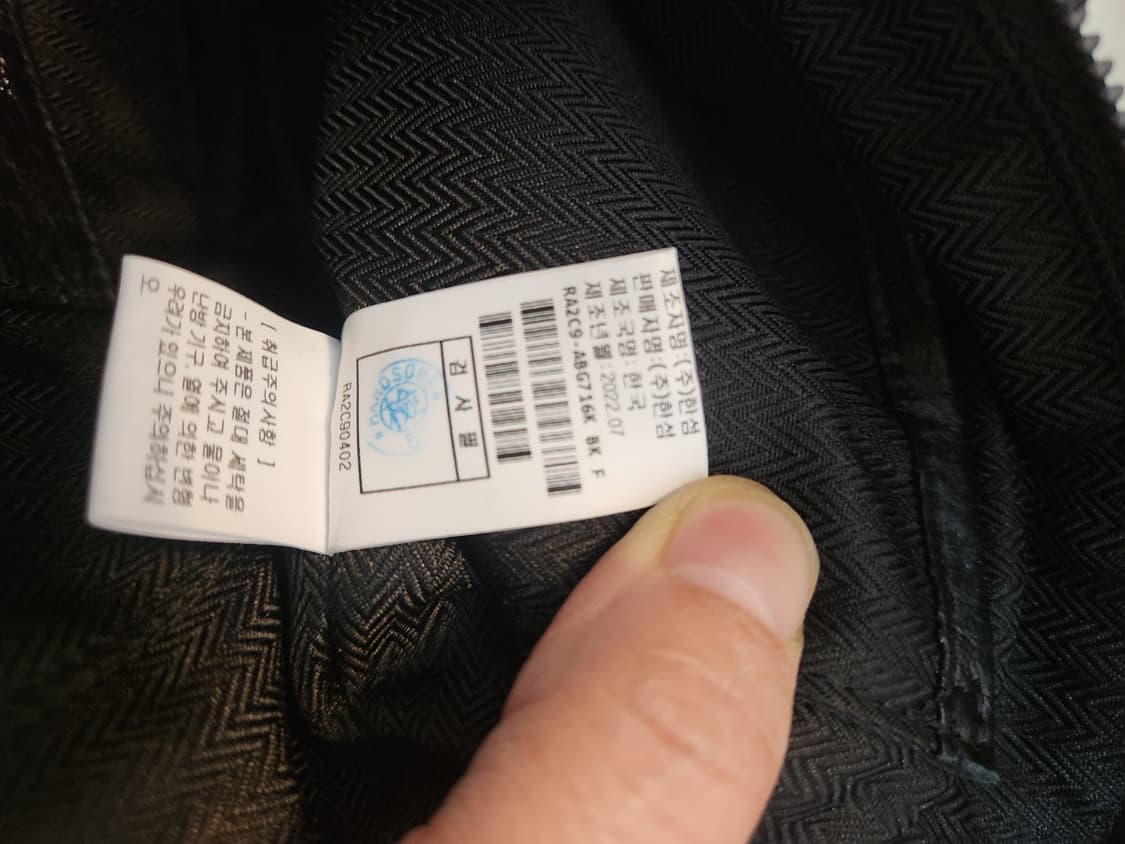 제조자명:(주)한섬
판매자명:(주)한섬
제조국명:한국
제조년월:2022.07
RA2C9-ABG716K BK F
검사필
RA2C90402
[ 취급주의사항 ]
- 본 제품은 절대 세탁을
금지하여 주시고 물이나
난방기구, 열에 의한 변형
우려가 있으니 주의하십시
오